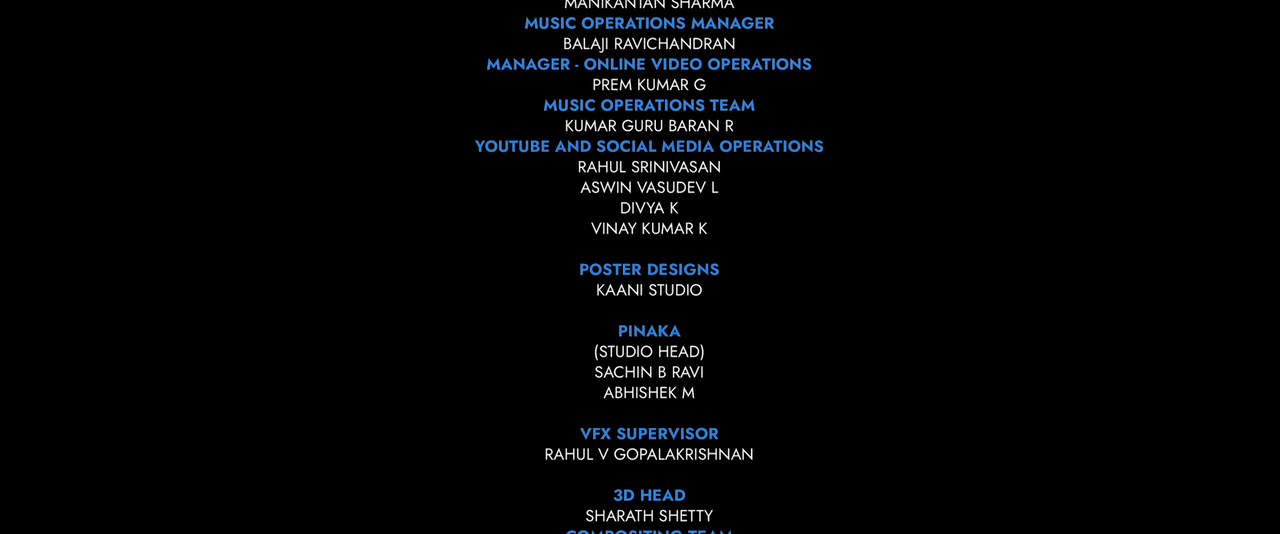 MANIKANTAN SHARMA
MUSIC OPERATIONS MANAGER
BALAJI RAVICHANDRAN
MANAGER - ONLINE VIDEO OPERATIONS
PREM KUMAR G
MUSIC OPERATIONS TEAM
KUMAR GURU BARAN R
YOUTUBE AND SOCIAL MEDIA OPERATIONS
RAHUL SRINIVASAN
ASWIN VASUDEV L
DIVYA K
VINAY KUMAR K
POSTER DESIGNS
KAANI STUDIO
PINAKA
(STUDIO HEAD)
SACHIN B RAVI
ABHISHEK M
VFX SUPERVISOR
RAHUL V GOPALAKRISHNAN
3D HEAD
SHARATH SHETTY
COMPOSITING TEAM